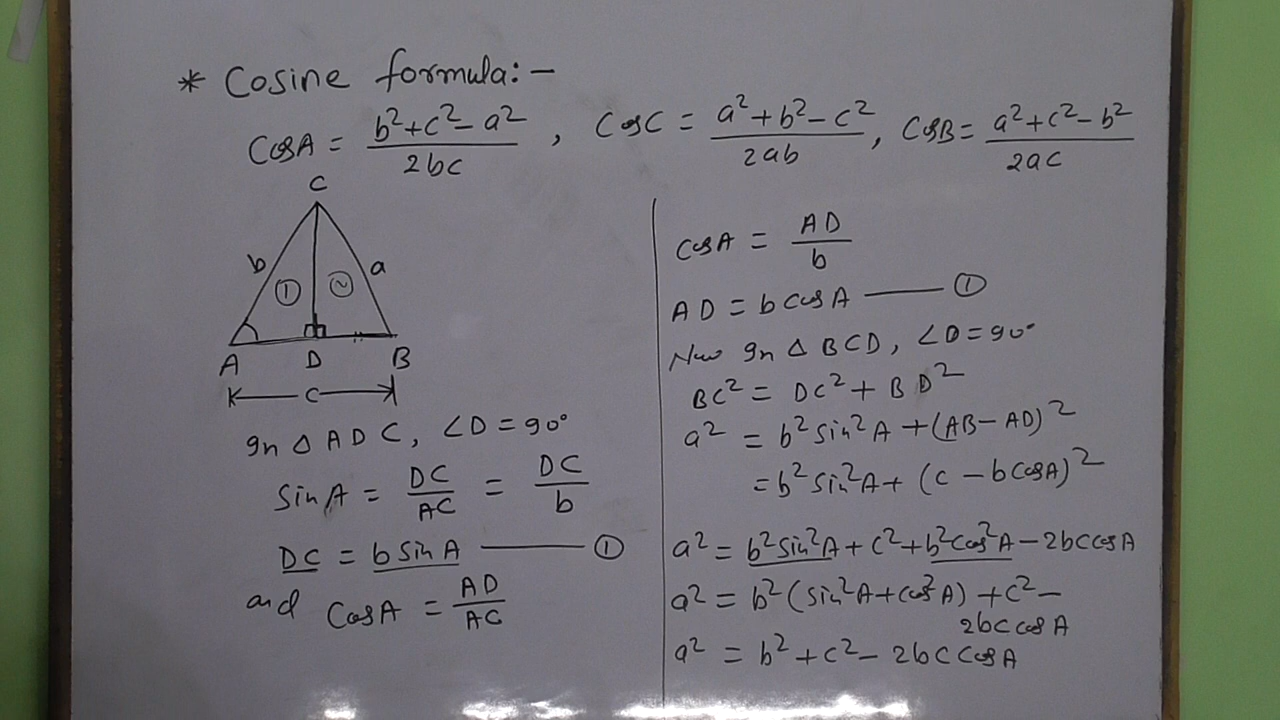 * Cosine formula:-
CosA = b²+c²-a² / 2bc , CosC = a²+b²-c² / 2ab , CosB = a²+c²-b² / 2ac
C
b a
① ②
A D B
c
In △ ADC, ∠D = 90°
SinA = DC/AC = DC/b
DC = b SinA —— ①
and CosA = AD/AC
CosA = AD/b
AD = b cosA —— ①
Now In △ BCD, ∠D = 90°
BC² = DC² + BD²
a² = b² sin²A + (AB - AD)²
= b² sin²A + (c - b cosA)²
a² = b² sin²A + c² + b² cos²A - 2bc cosA
a² = b² (sin²A + cos²A) + c² -
2bc cosA
a² = b² + c² - 2bc cosA